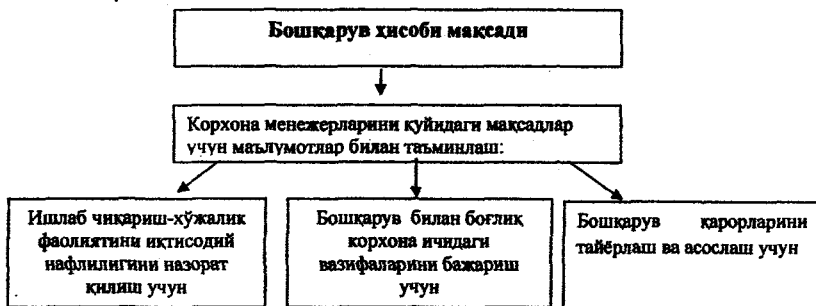 Бошқарув ҳисоби мақсади
Корхона менежерларини қуйидаги мақсадлар
учун маълумотлар билан таъминлаш:
Ишлаб чиқариш-хўжалик
фаолиятини иқтисодий
нафлилигини назорат
қилиш учун
Бошқарув билан боғлиқ
корхона ичидаги
вазифаларини бажариш
учун
Бошқарув қарорларини
тайёрлаш ва асослаш учун